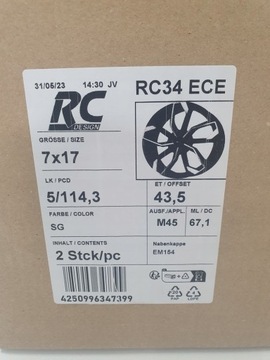 31/05/23 14:30 JV
RC34 ECE
RC
DESIGN
GRÖSSE / SIZE
7x17
LK / PCD
5/114,3
ET / OFFSET
43,5
FARBE / COLOR
SG
AUSF./APPL.
M45
ML / DC
67,1
INHALT / CONTENTS
2 Stck/pc
Nabenkappe
EM154
4250996347399
PAP
LDPE